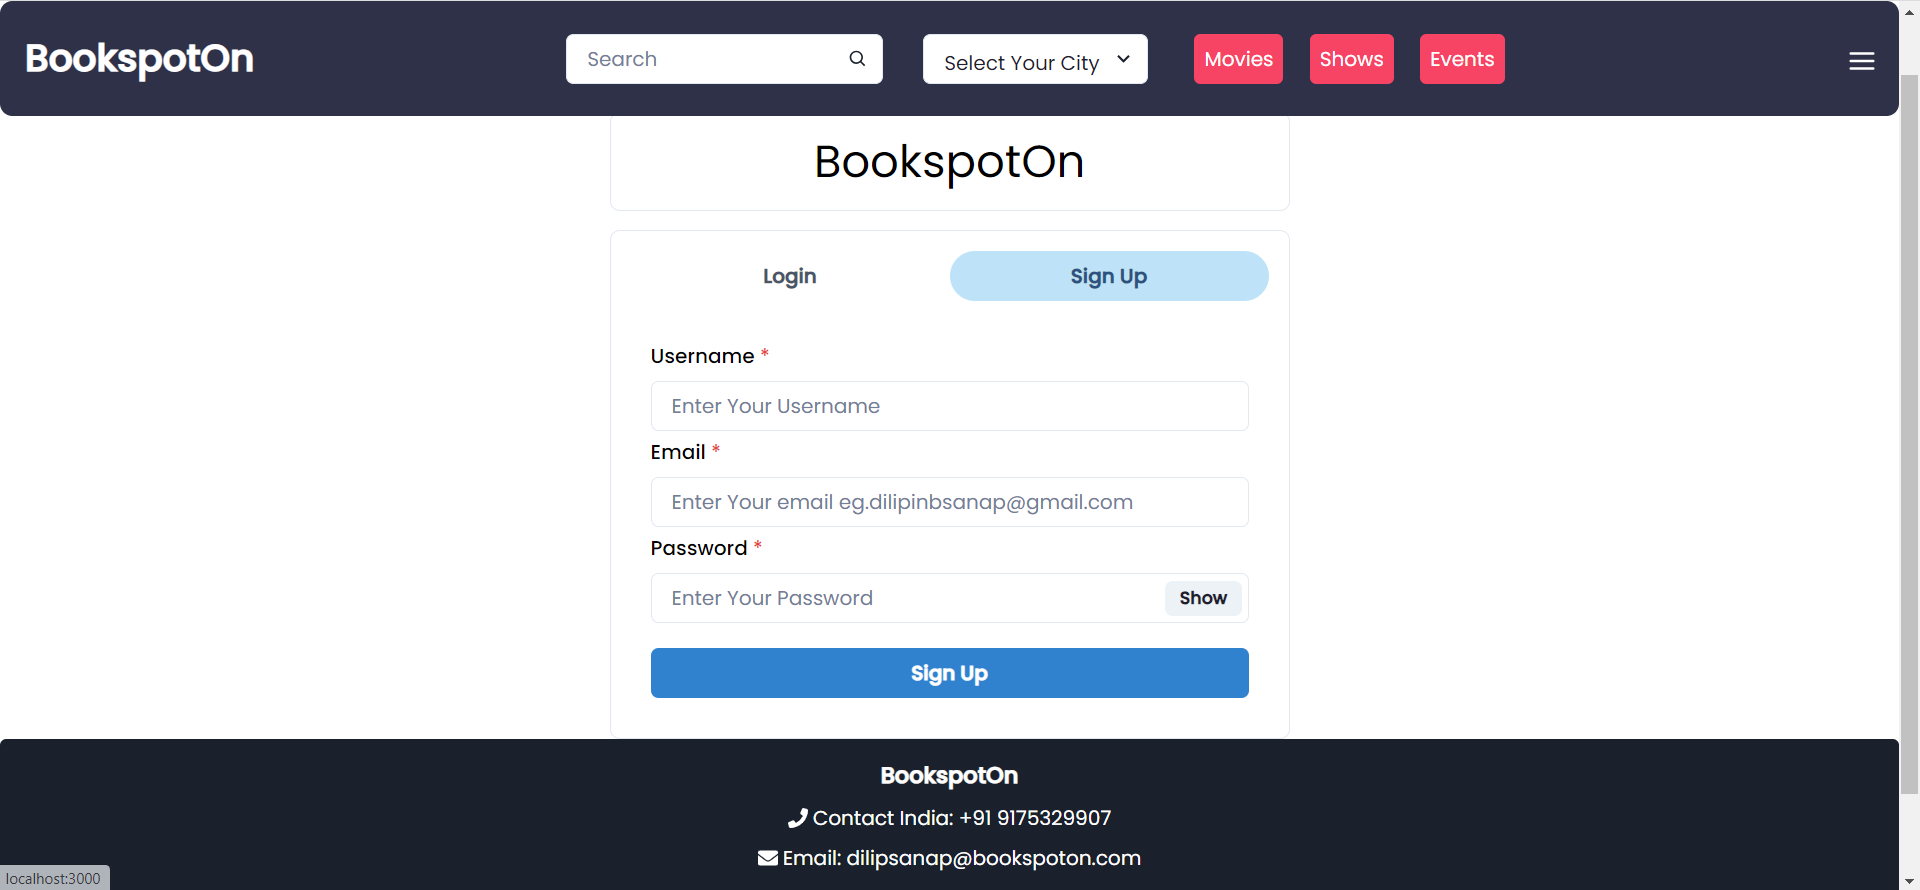 BookspotOn
Search
Select Your City
Movies
Shows
Events
BookspotOn
Login
Sign Up
Username *
Enter Your Username
Email *
Enter Your email eg.dilipinbsanap@gmail.com
Password *
Enter Your Password
Show
Sign Up
BookspotOn
Contact India: +91 9175329907
Email: dilipsanap@bookspoton.com
localhost:3000